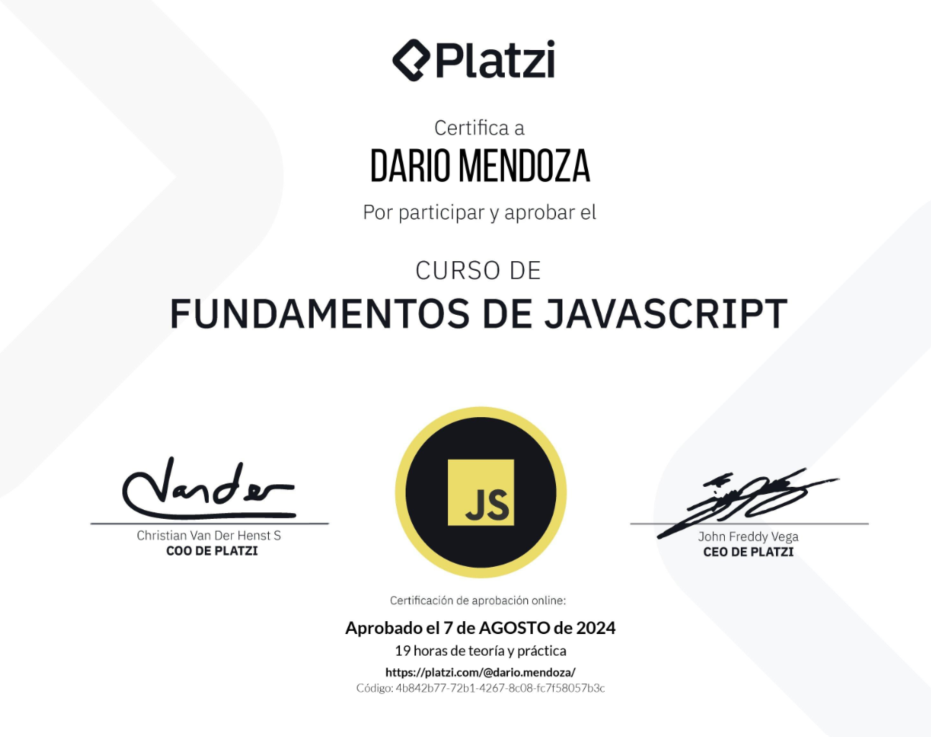 Platzi
Certifica a
DARIO MENDOZA
Por participar y aprobar el
CURSO DE
FUNDAMENTOS DE JAVASCRIPT
Vander
JS
Christian Van Der Henst S
COO DE PLATZI
John Freddy Vega
CEO DE PLATZI
Certificación de aprobación online:
Aprobado el 7 de AGOSTO de 2024
19 horas de teoría y práctica
https://platzi.com/@dario.mendoza/
Código: 4b842b77-72b1-4267-8c08-fc7f58057b3c